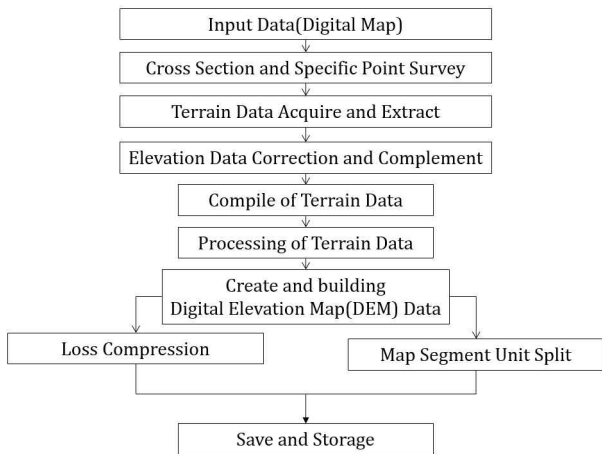 Input Data(Digital Map)
Cross Section and Specific Point Survey
Terrain Data Acquire and Extract
Elevation Data Correction and Complement
Compile of Terrain Data
Processing of Terrain Data
Create and building
Digital Elevation Map(DEM) Data
Loss Compression
Map Segment Unit Split
Save and Storage